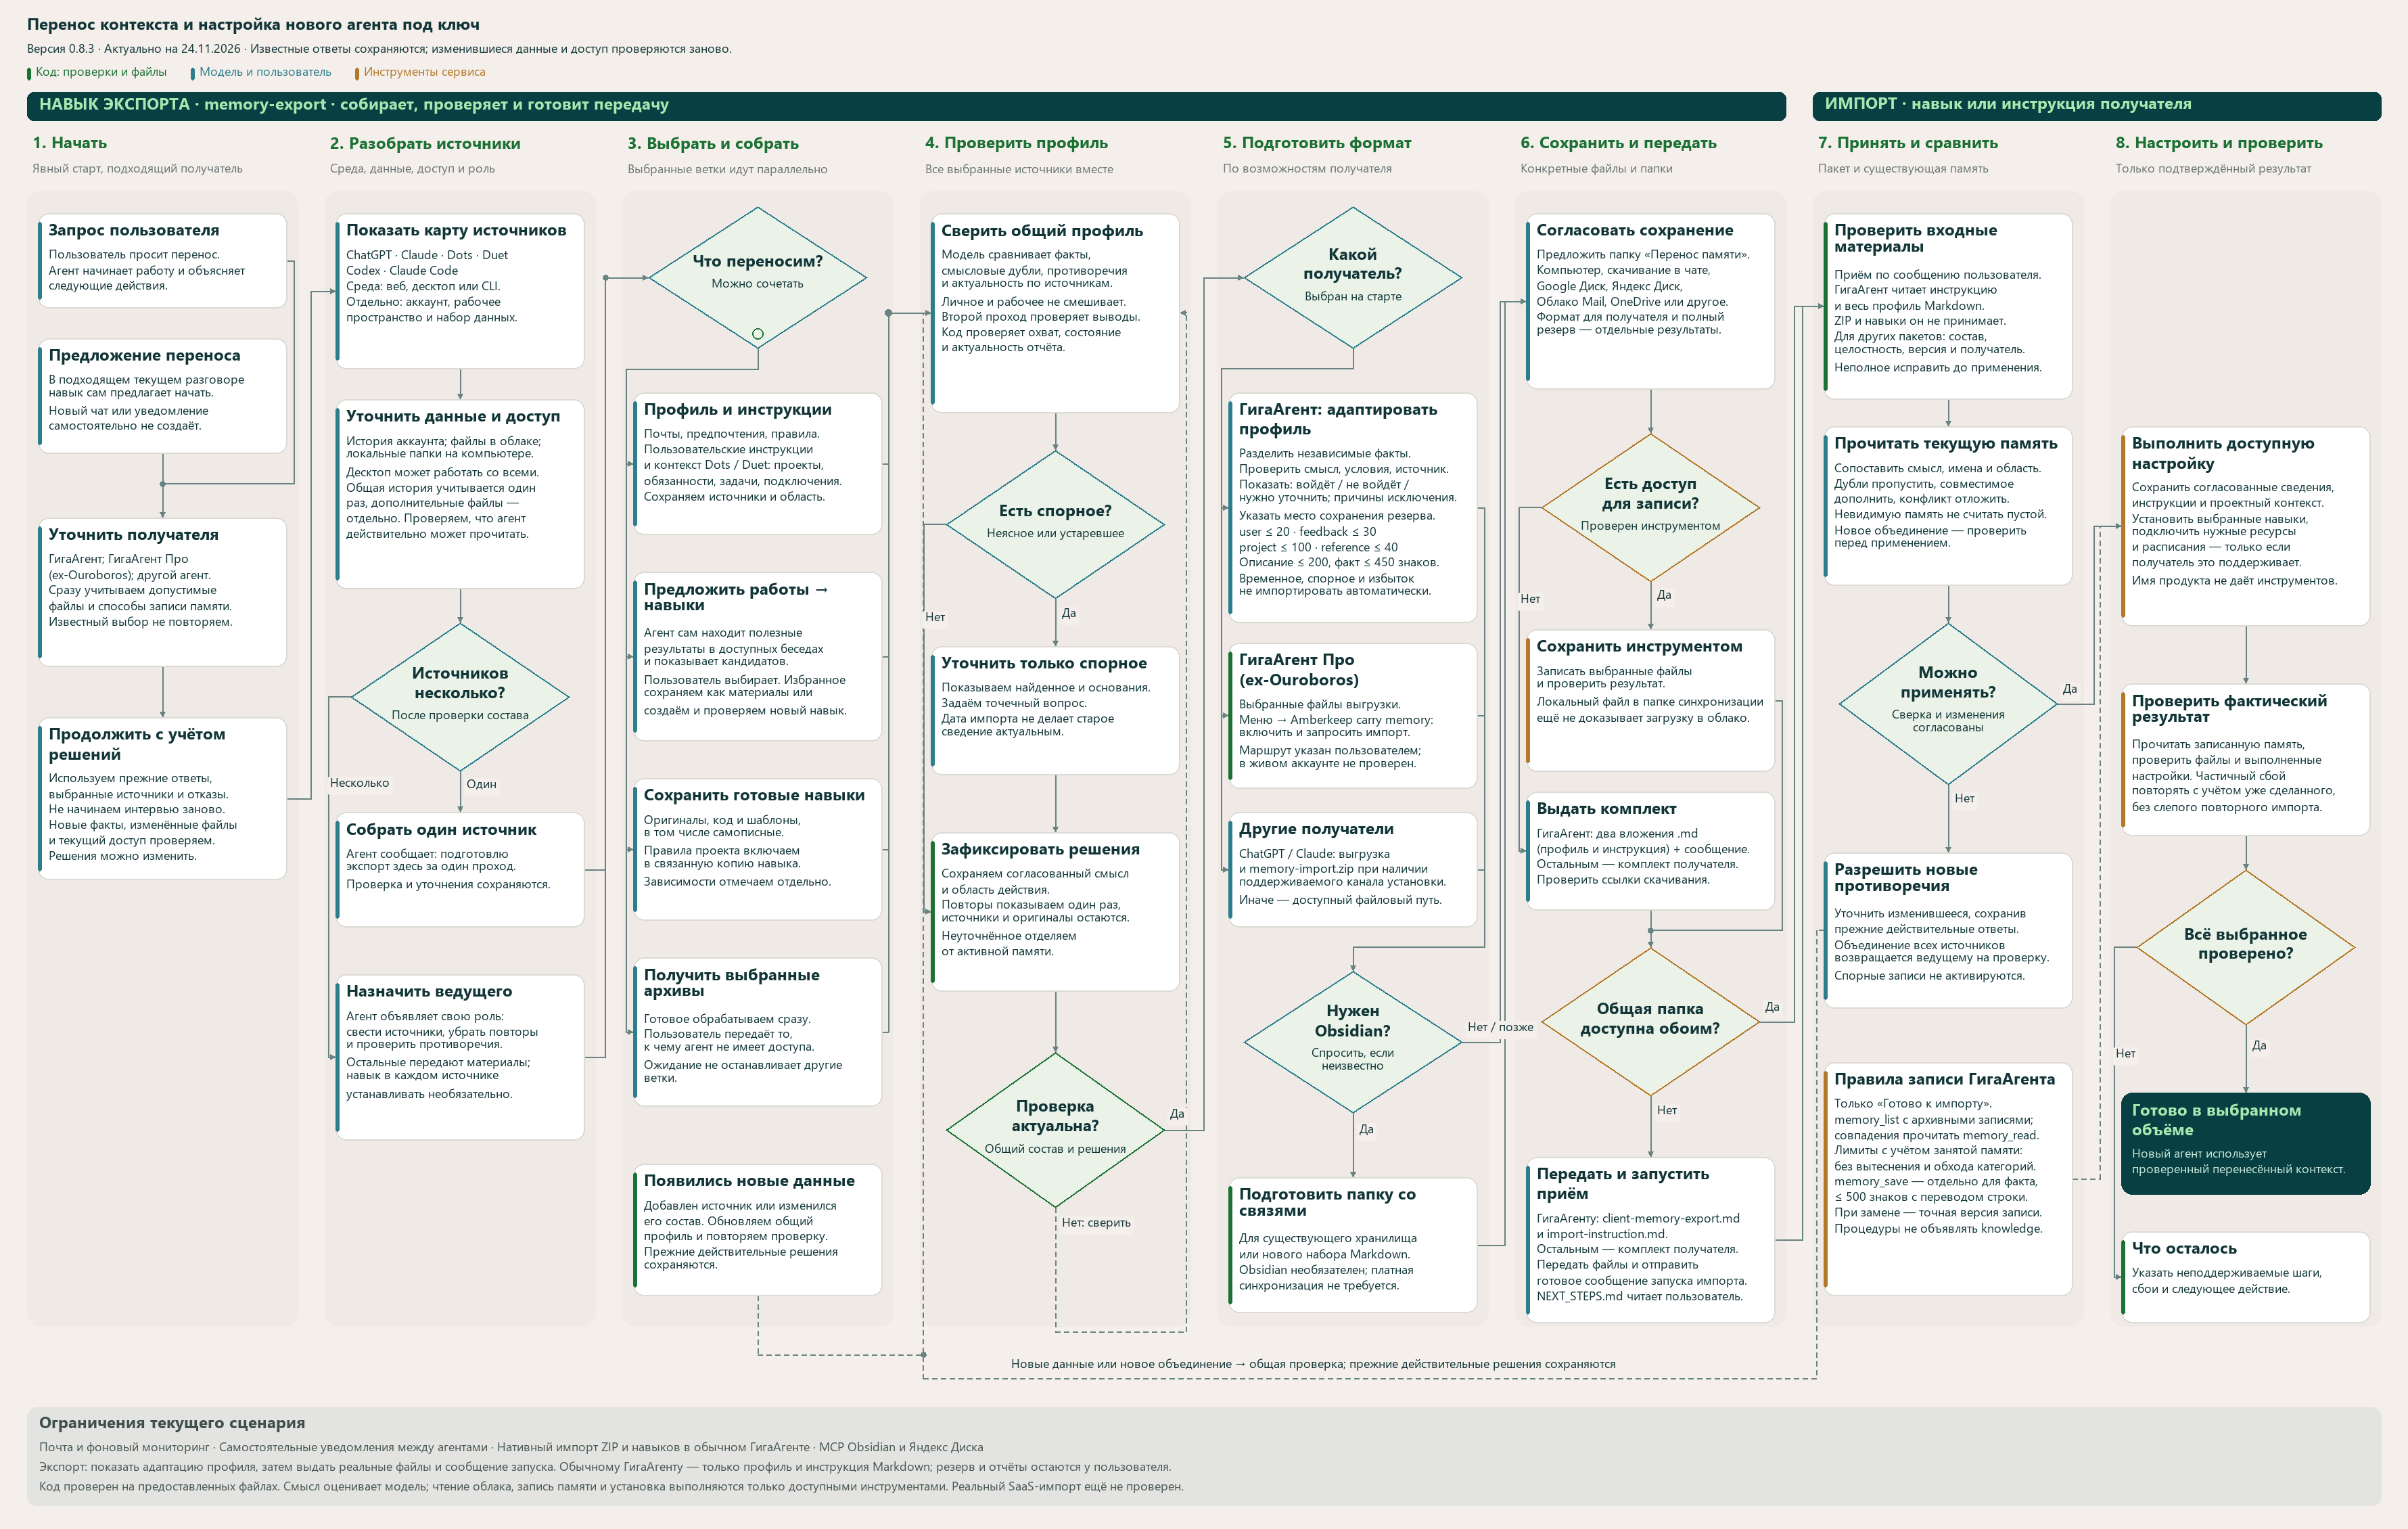 Перенос контекста и настройка нового агента под ключ
Версия 0.8.3 · Актуально на 24.11.2026 · Известные ответы сохраняются; изменившиеся данные и доступ проверяются заново.
Код: проверки и файлы
Модель и пользователь
Инструменты сервиса
НАВЫК ЭКСПОРТА · memory-export · собирает, проверяет и готовит передачу
ИМПОРТ · навык или инструкция получателя
1. Начать
Явный старт, подходящий получатель
Запрос пользователя
Пользователь просит перенос.
Агент начинает работу и объясняет
следующие действия.
Предложение переноса
В подходящем текущем разговоре
навык сам предлагает начать.
Новый чат или уведомление
самостоятельно не создаёт.
Уточнить получателя
ГигаАгент; ГигаАгент Про
(ex-Ouroboros); другой агент.
Сразу учитываем допустимые
файлы и способы записи памяти.
Известный выбор не повторяем.
Продолжить с учётом
решений
Используем прежние ответы,
выбранные источники и отказы.
Не начинаем интервью заново.
Новые факты, изменённые файлы
и текущий доступ проверяем.
Решения можно изменить.
2. Разобрать источники
Среда, данные, доступ и роль
Показать карту источников
ChatGPT · Claude · Dots · Duet
Codex · Claude Code
Среда: веб, десктоп или CLI.
Отдельно: аккаунт, рабочее
пространство и набор данных.
Уточнить данные и доступ
История аккаунта; файлы в облаке;
локальные папки на компьютере.
Десктоп может работать со всеми.
Общая история учитывается один
раз, дополнительные файлы —
отдельно. Проверяем, что агент
действительно может прочитать.
Источников
несколько?
После проверки состава
Несколько
Один
Собрать один источник
Агент сообщает: подготовлю
экспорт здесь за один проход.
Проверка и уточнения сохраняются.
Назначить ведущего
Агент объявляет свою роль:
свести источники, убрать повторы
и проверить противоречия.
Остальные передают материалы;
навык в каждом источнике
устанавливать необязательно.
3. Выбрать и собрать
Выбранные ветки идут параллельно
Что переносим?
Можно сочетать
Профиль и инструкции
Почты, предпочтения, правила.
Пользовательские инструкции
и контекст Dots / Duet: проекты,
обязанности, задачи, подключения.
Сохраняем источники и область.
Предложить работы →
навыки
Агент сам находит полезные
результаты в доступных беседах
и показывает кандидатов.
Пользователь выбирает. Избранное
сохраняем как материалы или
создаём и проверяем новый навык.
Сохранить готовые навыки
Оригиналы, код и шаблоны,
в том числе самописные.
Правила проекта включаем
в связанную копию навыка.
Зависимости отмечаем отдельно.
Получить выбранные
архивы
Готовое обрабатываем сразу.
Пользователь передаёт то,
к чему агент не имеет доступа.
Ожидание не останавливает другие
ветки.
Появились новые данные
Добавлен источник или изменился
его состав. Обновляем общий
профиль и повторяем проверку.
Прежние действительные решения
сохраняются.
4. Проверить профиль
Все выбранные источники вместе
Сверить общий профиль
Модель сравнивает факты,
смысловые дубли, противоречия
и актуальность по источникам.
Личное и рабочее не смешивает.
Второй проход проверяет выводы.
Код проверяет охват, состояние
и актуальность отчёта.
Есть спорное?
Неясное или устаревшее
Нет
Да
Уточнить только спорное
Показываем найденное и основания.
Задаём точечный вопрос.
Дата импорта не делает старое
сведение актуальным.
Зафиксировать решения
Сохраняем согласованный смысл
и область действия.
Повторы показываем один раз,
источники и оригиналы остаются.
Неуточнённое отделяем
от активной памяти.
Проверка
актуальна?
Общий состав и решения
Да
Нет: сверить
5. Подготовить формат
По возможностям получателя
Какой
получатель?
Выбран на старте
ГигаАгент: адаптировать
профиль
Разделить независимые факты.
Проверить смысл, условия, источник.
Показать: войдёт / не войдёт /
нужно уточнить; причины исключения.
Указать место сохранения резерва.
user ≤ 20 · feedback ≤ 30
project ≤ 100 · reference ≤ 40
Описание ≤ 200, факт ≤ 450 знаков.
Временное, спорное и избыток
не импортировать автоматически.
ГигаАгент Про
(ex-Ouroboros)
Выбранные файлы выгрузки.
Меню → Amberkeep carry memory:
включить и запросить импорт.
Маршрут указан пользователем;
в живом аккаунте не проверен.
Другие получатели
ChatGPT / Claude: выгрузка
и memory-import.zip при наличии
поддерживаемого канала установки.
Иначе — доступный файловый путь.
Нужен
Obsidian?
Спросить, если
неизвестно
Нет / позже
Да
Подготовить папку со
связями
Для существующего хранилища
или нового набора Markdown.
Obsidian необязателен; платная
синхронизация не требуется.
6. Сохранить и передать
Конкретные файлы и папки
Согласовать сохранение
Предложить папку «Перенос памяти».
Компьютер, скачивание в чате,
Google Диск, Яндекс Диск,
Облако Mail, OneDrive или другое.
Формат для получателя и полный
резерв — отдельные результаты.
Есть доступ
для записи?
Проверен инструментом
Нет
Да
Сохранить инструментом
Записать выбранные файлы
и проверить результат.
Локальный файл в папке синхронизации
ещё не доказывает загрузку в облако.
Выдать комплект
ГигаАгент: два вложения .md
(профиль и инструкция) + сообщение.
Остальным — комплект получателя.
Проверить ссылки скачивания.
Общая папка
доступна обоим?
Да
Нет
Передать и запустить
приём
ГигаАгенту: client-memory-export.md
и import-instruction.md.
Остальным — комплект получателя.
Передать файлы и отправить
готовое сообщение запуска импорта.
NEXT_STEPS.md читает пользователь.
7. Принять и сравнить
Пакет и существующая память
Проверить входные
материалы
Приём по сообщению пользователя.
ГигаАгент читает инструкцию
и весь профиль Markdown.
ZIP и навыки он не принимает.
Для других пакетов: состав,
целостность, версия и получатель.
Неполное исправить до применения.
Прочитать текущую память
Сопоставить смысл, имена и область.
Дубли пропустить, совместимое
дополнить, конфликт отложить.
Невидимую память не считать пустой.
Новое объединение — проверить
перед применением.
Можно
применять?
Сверка и изменения
согласованы
Да
Нет
Разрешить новые
противоречия
Уточнить изменившееся, сохранив
прежние действительные ответы.
Объединение всех источников
возвращается ведущему на проверку.
Спорные записи не активируются.
Правила записи ГигаАгента
Только «Готово к импорту».
memory_list с архивными записями;
совпадения прочитать memory_read.
Лимиты с учётом занятой памяти:
без вытеснения и обхода категорий.
memory_save — отдельно для факта,
≤ 500 знаков с переводом строки.
При замене — точная версия записи.
Процедуры не объявлять knowledge.
8. Настроить и проверить
Только подтверждённый результат
Выполнить доступную
настройку
Сохранить согласованные сведения,
инструкции и проектный контекст.
Установить выбранные навыки,
подключить нужные ресурсы
и расписания — только если
получатель это поддерживает.
Имя продукта не даёт инструментов.
Проверить фактический
результат
Прочитать записанную память,
проверить файлы и выполненные
настройки. Частичный сбой
повторять с учётом уже сделанного,
без слепого повторного импорта.
Всё выбранное
проверено?
Нет
Да
Готово в выбранном
объёме
Новый агент использует
проверенный перенесённый контекст.
Что осталось
Указать неподдерживаемые шаги,
сбои и следующее действие.
Новые данные или новое объединение → общая проверка; прежние действительные решения сохраняются
Ограничения текущего сценария
Почта и фоновый мониторинг · Самостоятельные уведомления между агентами · Нативный импорт ZIP и навыков в обычном ГигаАгенте · MCP Obsidian и Яндекс Диска
Экспорт: показать адаптацию профиля, затем выдать реальные файлы и сообщение запуска. Обычному ГигаАгенту — только профиль и инструкция Markdown; резерв и отчёты остаются у пользователя.
Код проверен на предоставленных файлах. Смысл оценивает модель; чтение облака, запись памяти и установка выполняются только доступными инструментами. Реальный SaaS-импорт ещё не проверен.